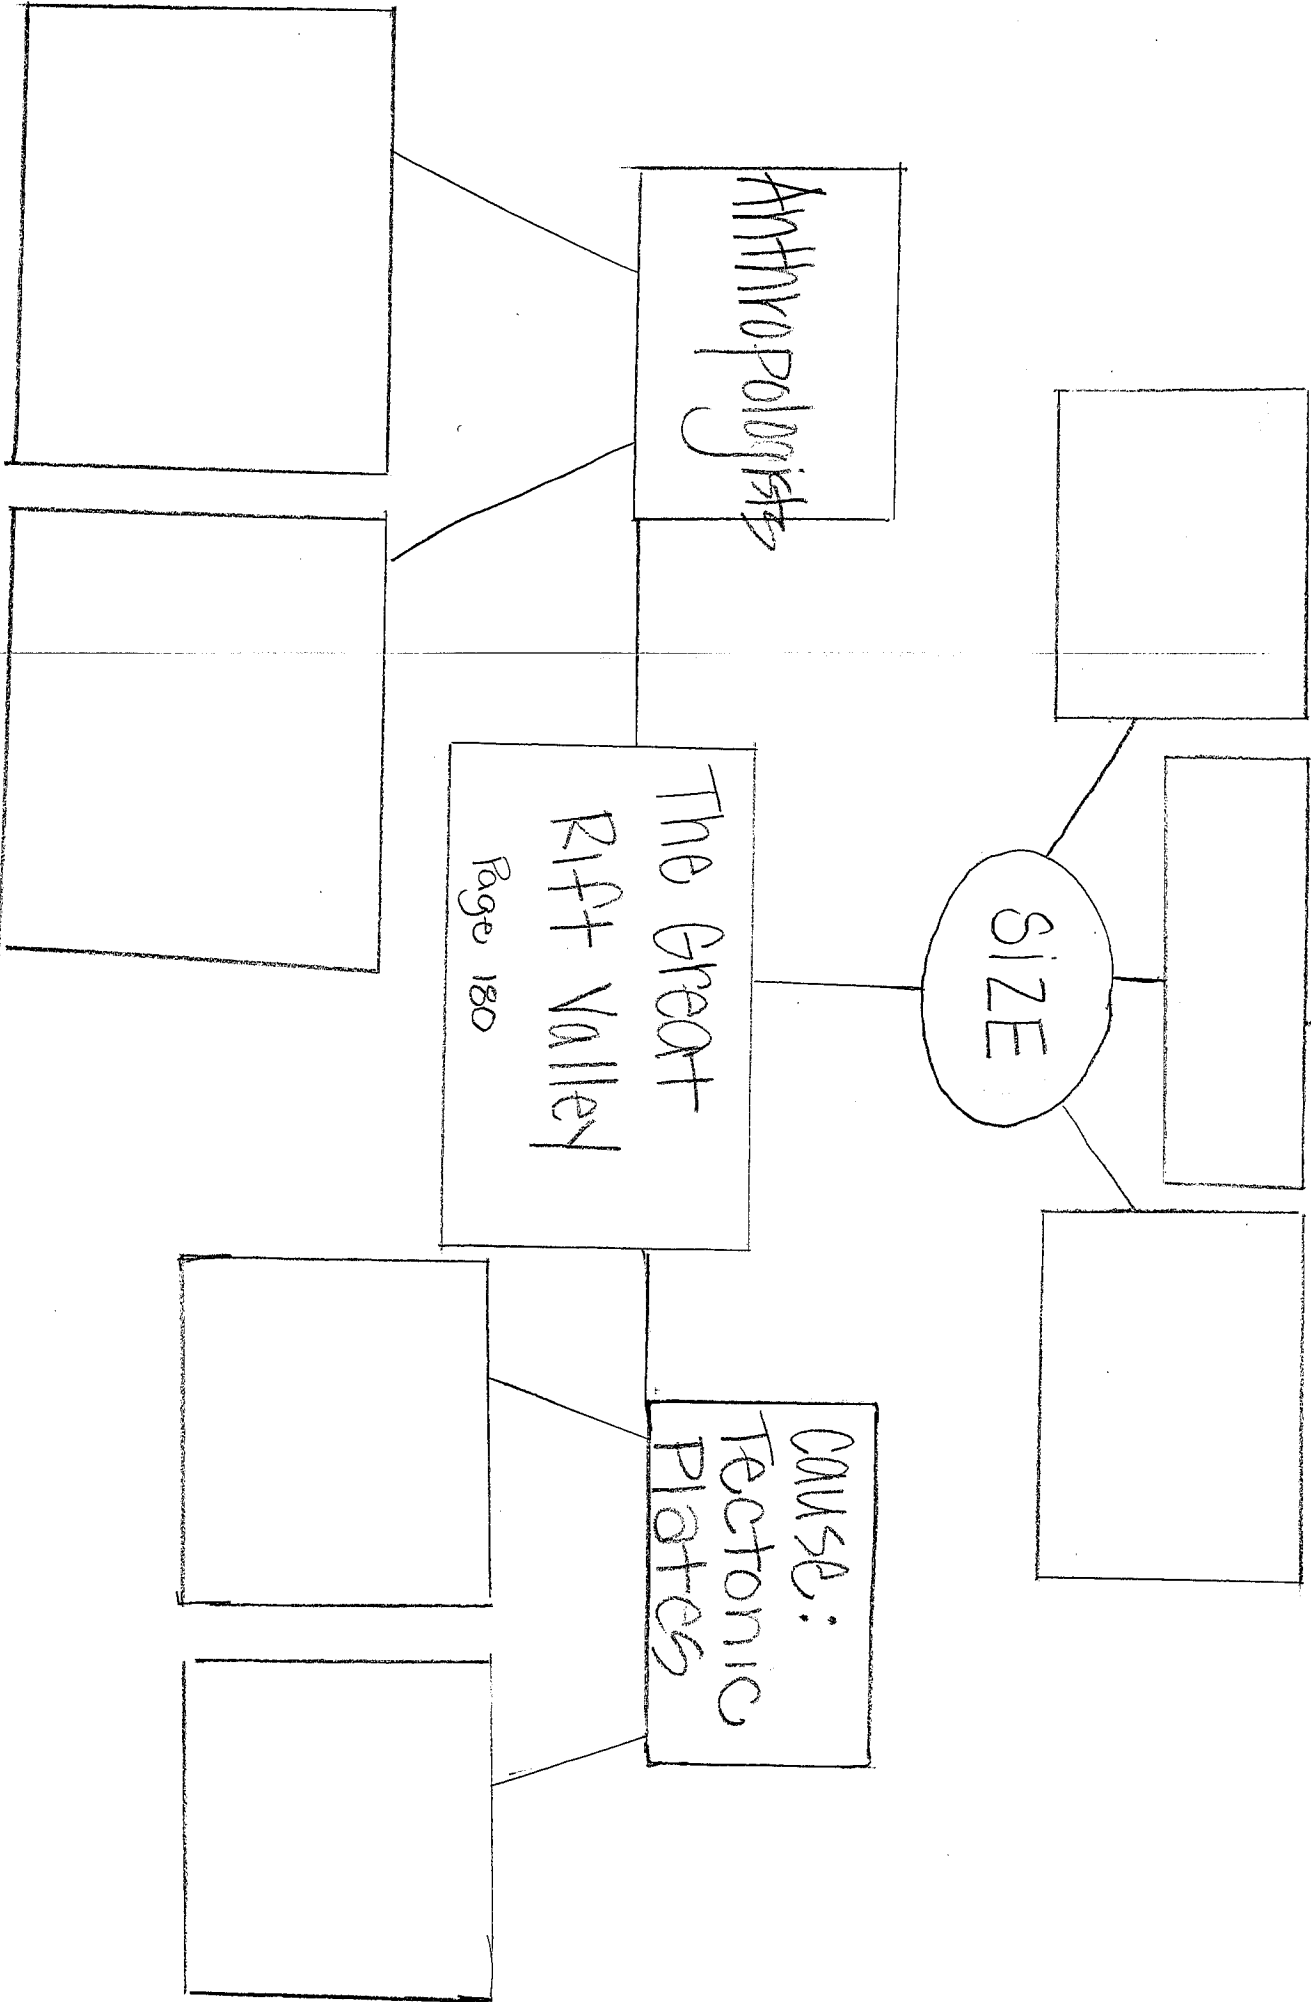 SIZE
Anthropologists
Cause:
Tectonic
Plates
The Great
Rift Valley
Page 180